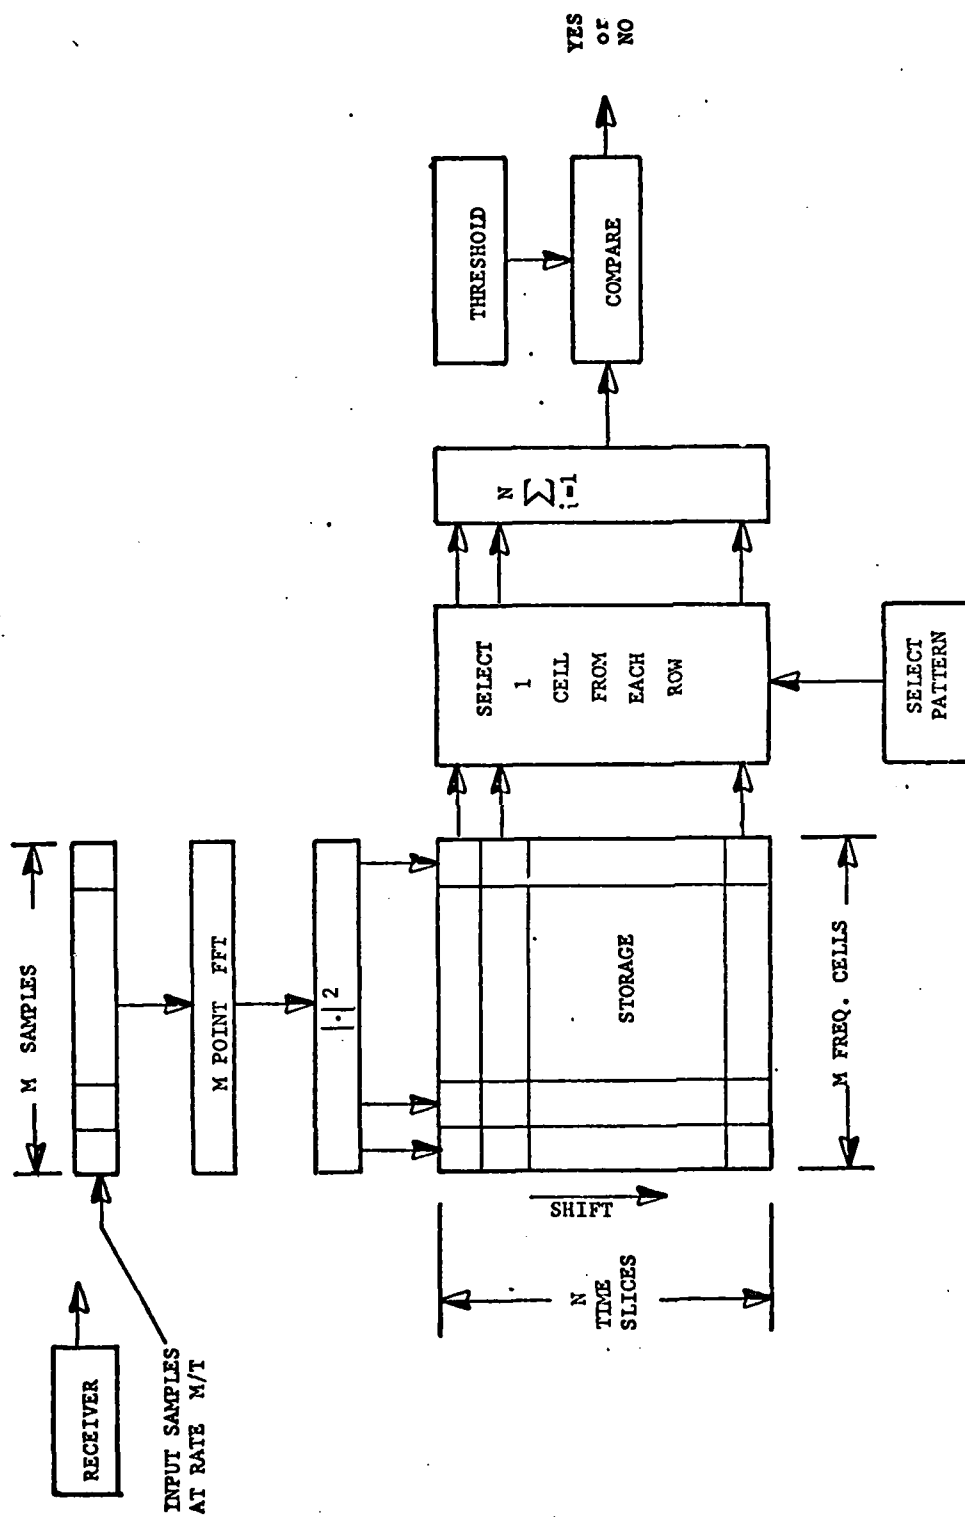 RECEIVER
INPUT SAMPLES
AT RATE M/T
M SAMPLES
M POINT FFT
|·|²
STORAGE
SHIFT
N
TIME
SLICES
M FREQ. CELLS
SELECT
1
CELL
FROM
EACH
ROW
SELECT
PATTERN
N
∑
i=1
THRESHOLD
COMPARE
YES
or
NO